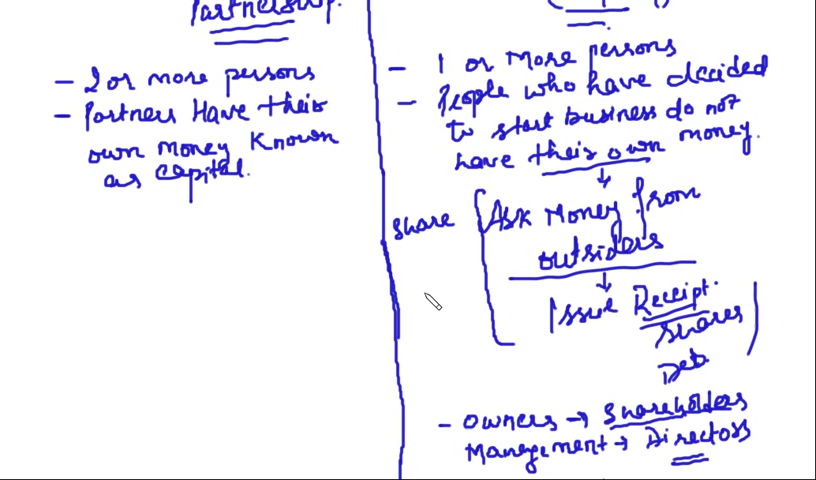 Partnership.
- 2 or more persons
- Partners Have their
own money known
as capital.
- 1 or More persons
- People who have decided
to start business do not
have their own money.
share
Ask Money from
outsiders
Issue Receipt.
Shares
Deb
- Owners → Shareholders
Management → Directors